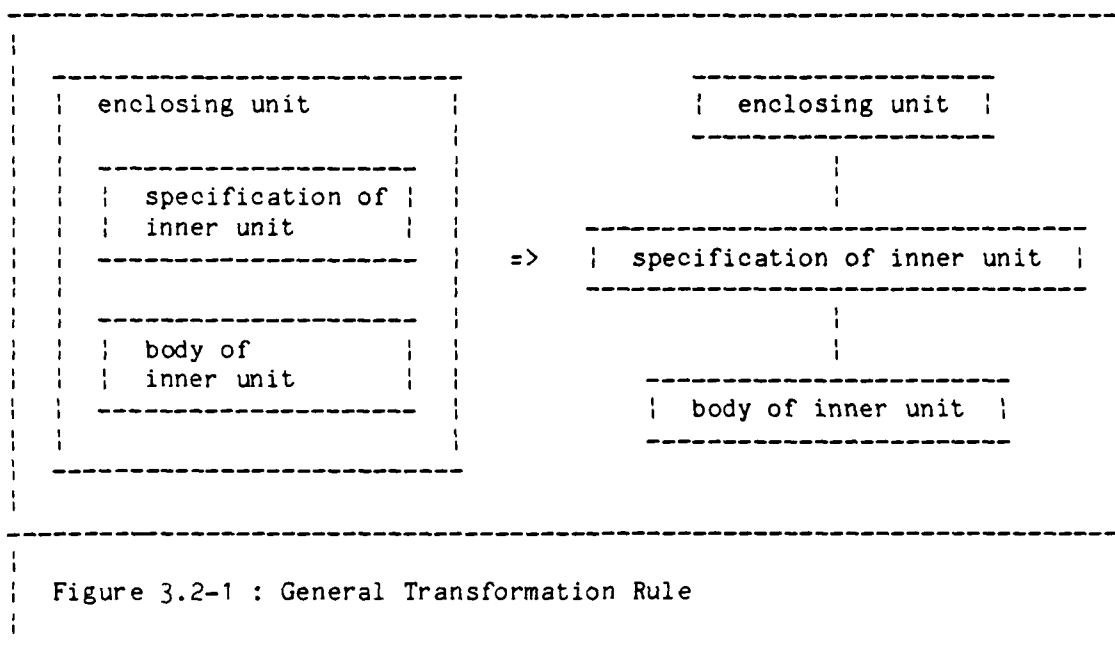 enclosing unit
specification of
inner unit
body of
inner unit
=>
enclosing unit
specification of inner unit
body of inner unit
Figure 3.2-1 : General Transformation Rule